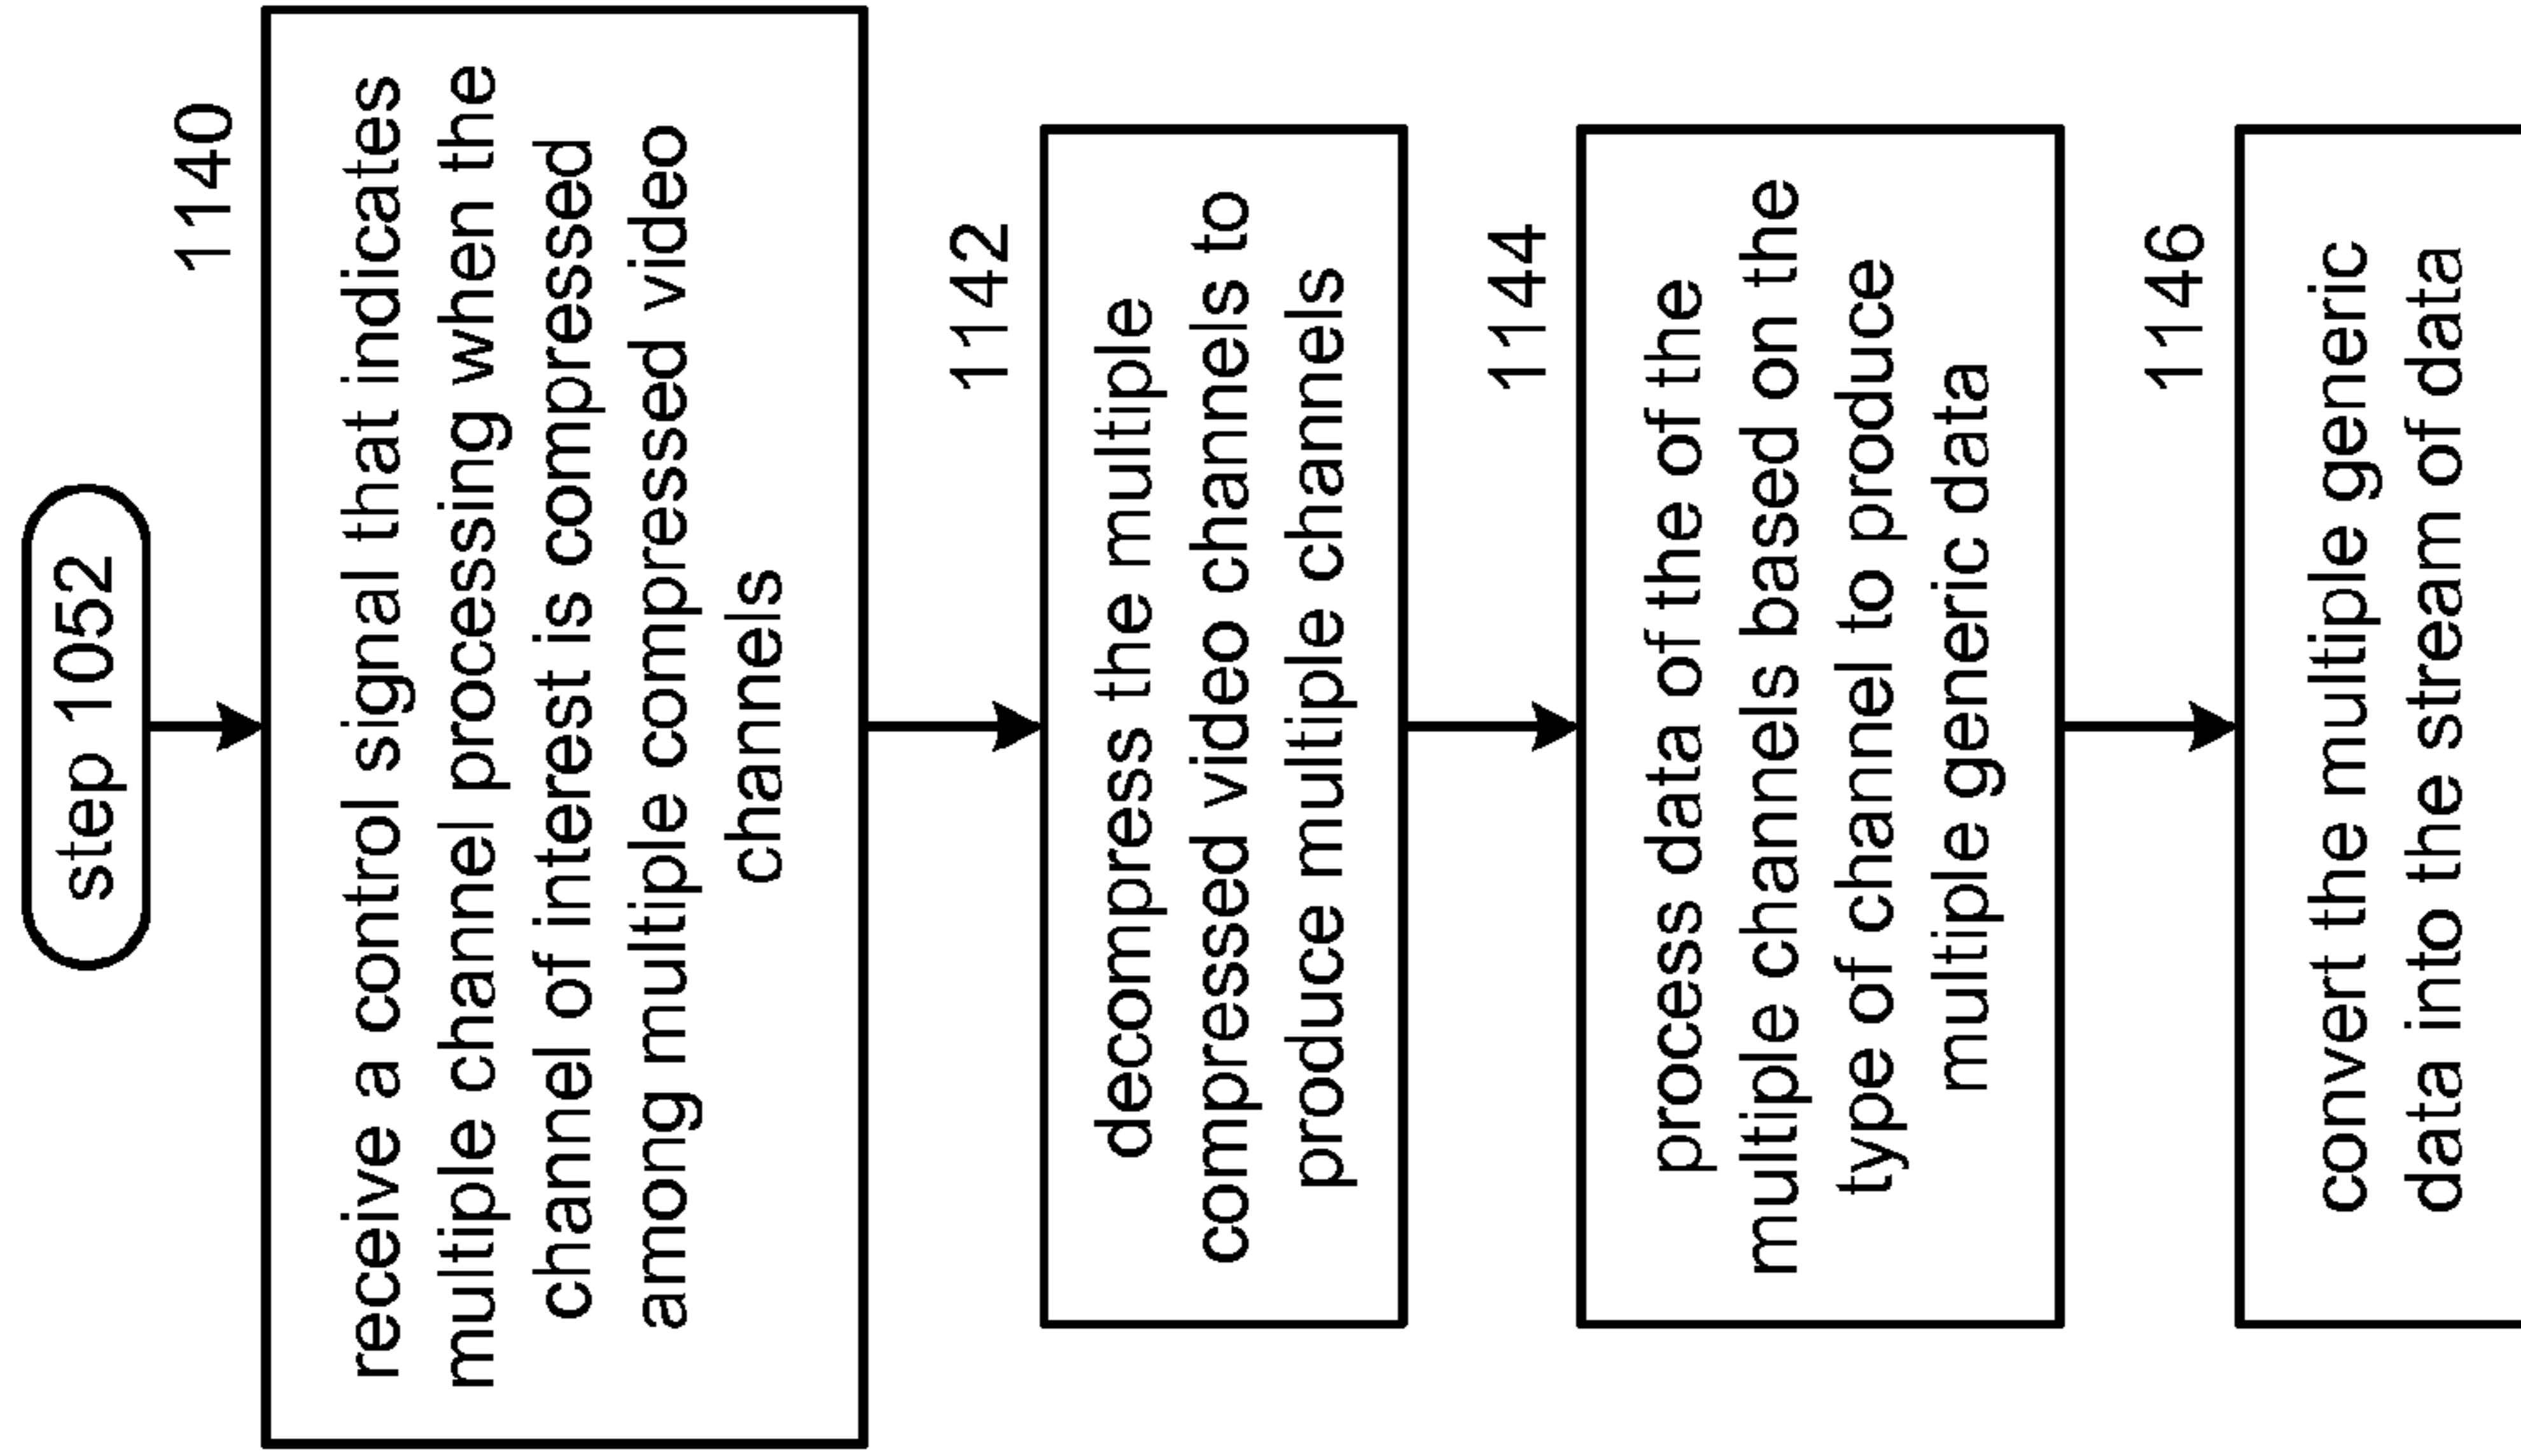 step 1052
1140
receive a control signal that indicates
multiple channel processing when the
channel of interest is compressed
among multiple compressed video
channels
1142
decompress the multiple
compressed video channels to
produce multiple channels
1144
process data of the of the
multiple channels based on the
type of channel to produce
multiple generic data
1146
convert the multiple generic
data into the stream of data